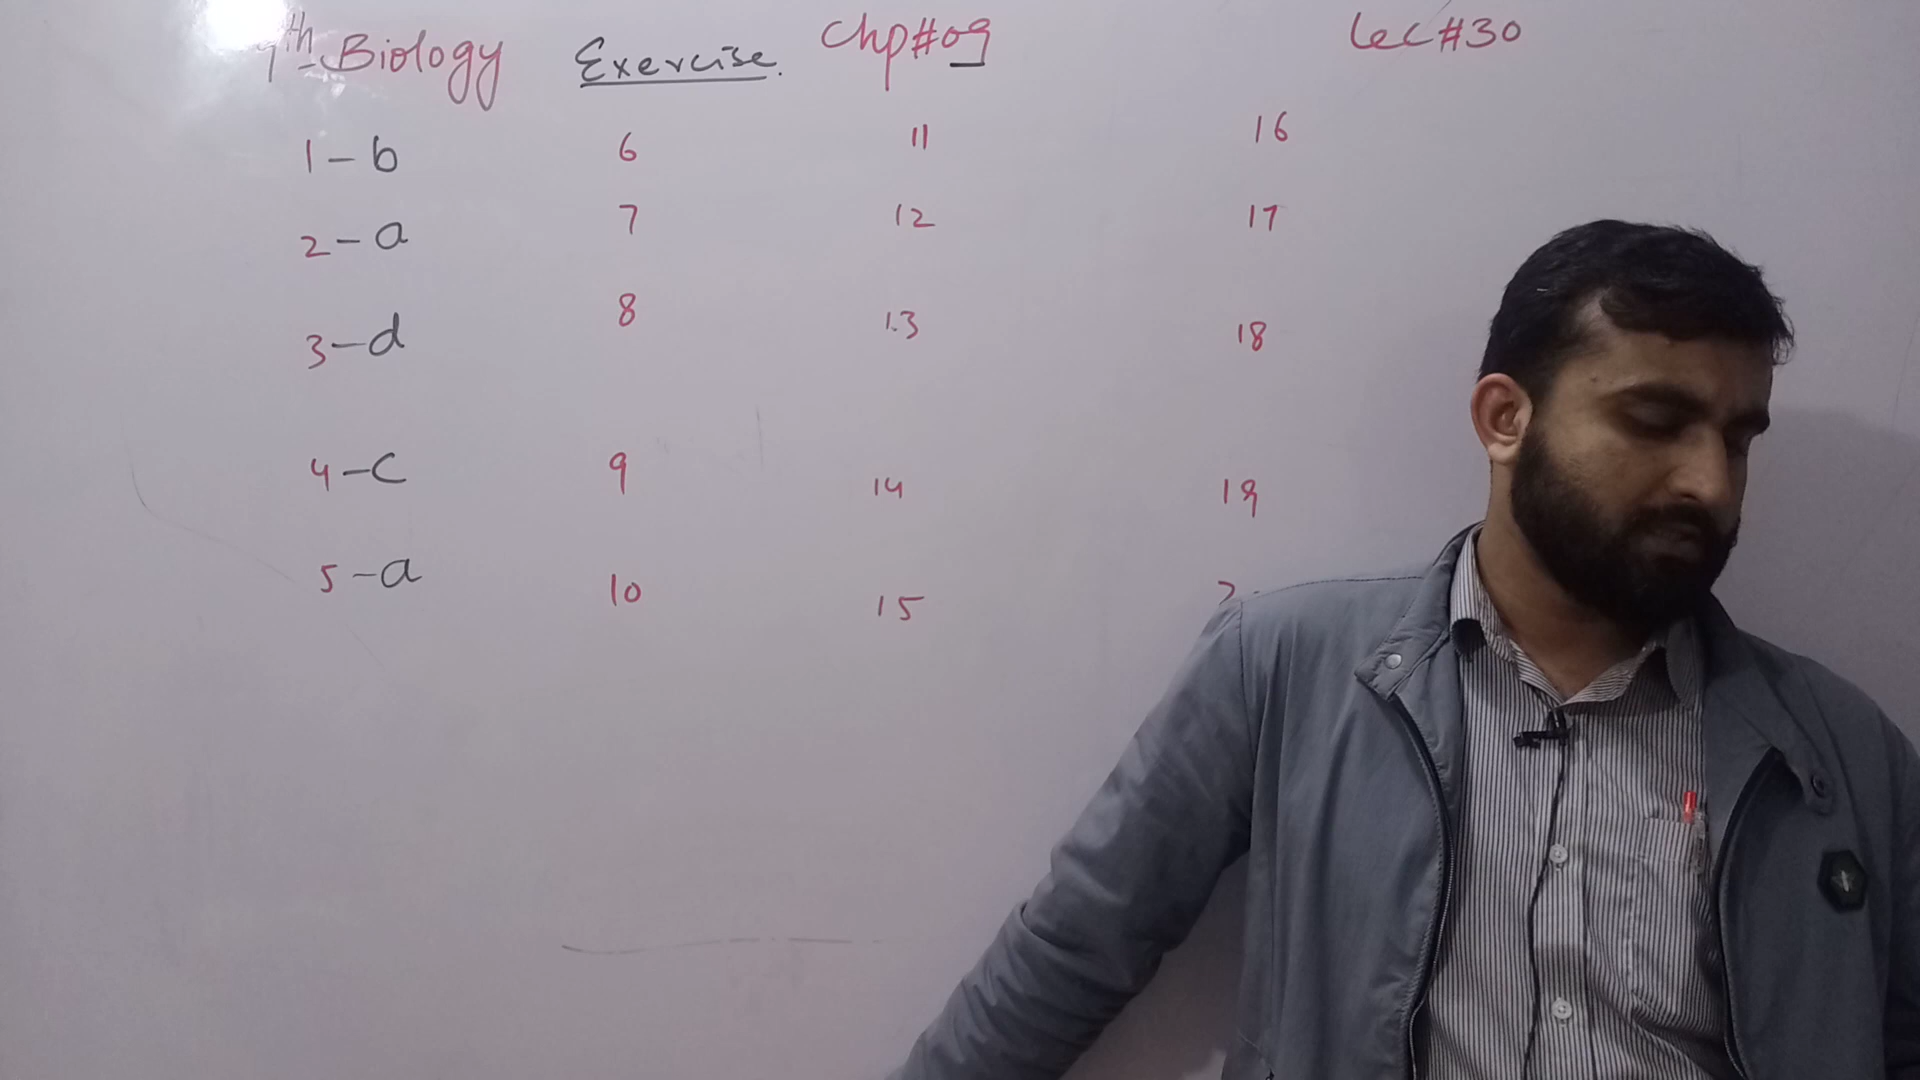 9th Biology Exercise. Chp#09 Lec#30
1-b 6 11 16
2-a 7 12 17
3-d 8 13 18
4-c 9 14 19
5-a 10 15